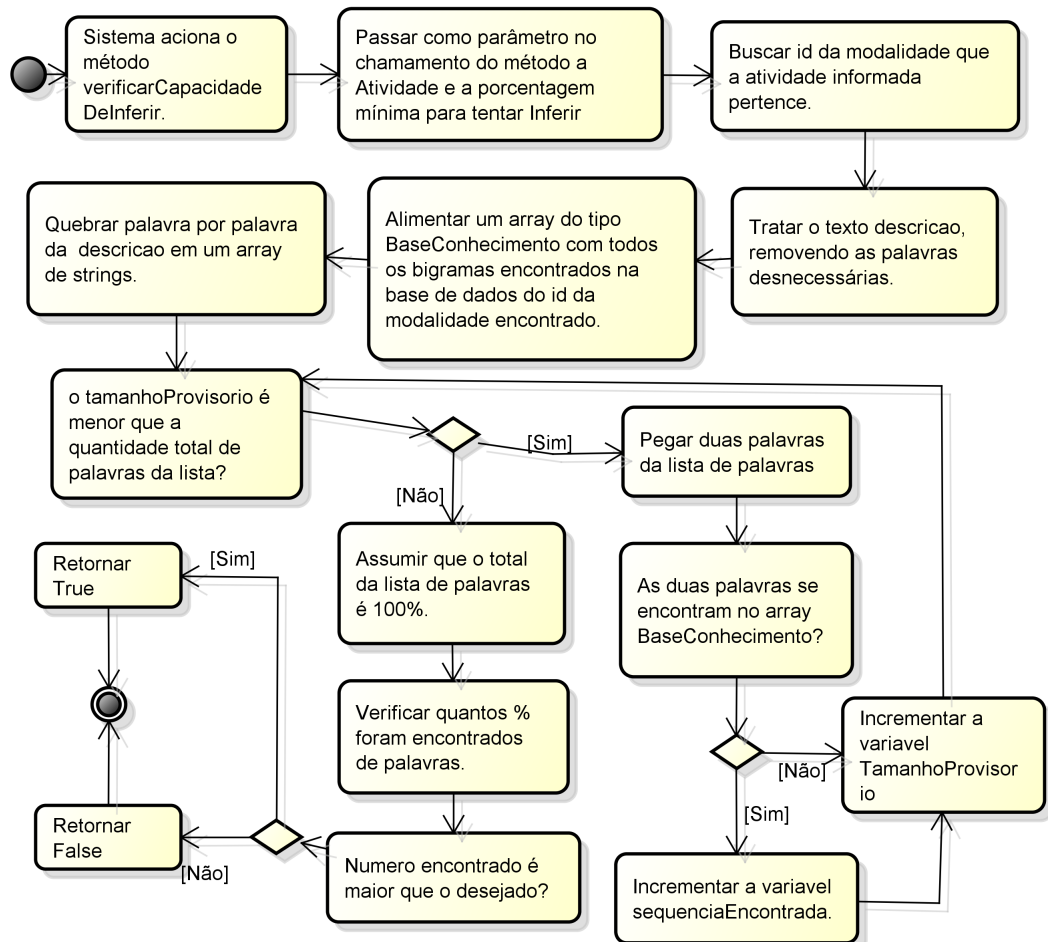 Sistema aciona o
método
verificarCapacidade
DeInferir.
Passar como parâmetro no
chamamento do método a
Atividade e a porcentagem
mínima para tentar Inferir
Buscar id da modalidade que
a atividade informada
pertence.
Tratar o texto descricao,
removendo as palavras
desnecessárias.
Alimentar um array do tipo
BaseConhecimento com todos
os bigramas encontrados na
base de dados do id da
modalidade encontrado.
Quebrar palavra por palavra
da descricao em um array
de strings.
o tamanhoProvisorio é
menor que a
quantidade total de
palavras da lista?
[Sim]
Pegar duas palavras
da lista de palavras
As duas palavras se
encontram no array
BaseConhecimento?
[Não]
Incrementar a
variavel
TamanhoProvisor
io
[Sim]
Incrementar a variavel
sequenciaEncontrada.
[Não]
Assumir que o total
da lista de palavras
é 100%.
Verificar quantos %
foram encontrados
de palavras.
Numero encontrado é
maior que o desejado?
[Sim]
Retornar
True
[Não]
Retornar
False